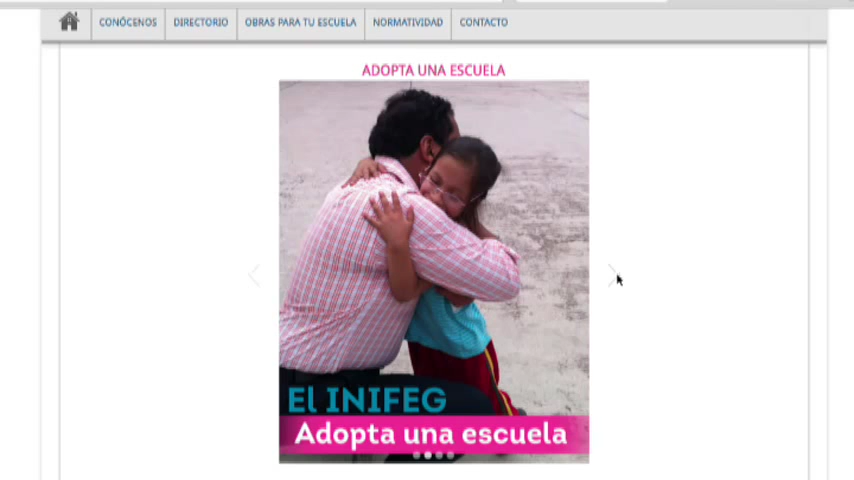 CONÓCENOS DIRECTORIO OBRAS PARA TU ESCUELA NORMATIVIDAD CONTACTO
ADOPTA UNA ESCUELA
El INIFEG
Adopta una escuela